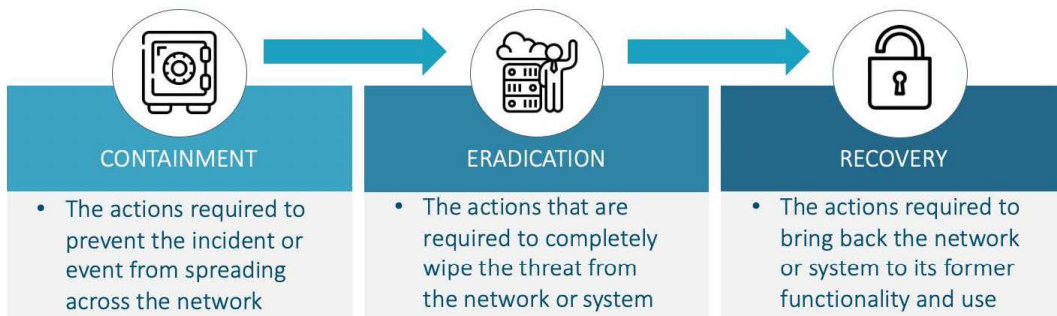 CONTAINMENT
• The actions required to
prevent the incident or
event from spreading
across the network
ERADICATION
• The actions that are
required to completely
wipe the threat from
the network or system
RECOVERY
• The actions required to
bring back the network
or system to its former
functionality and use